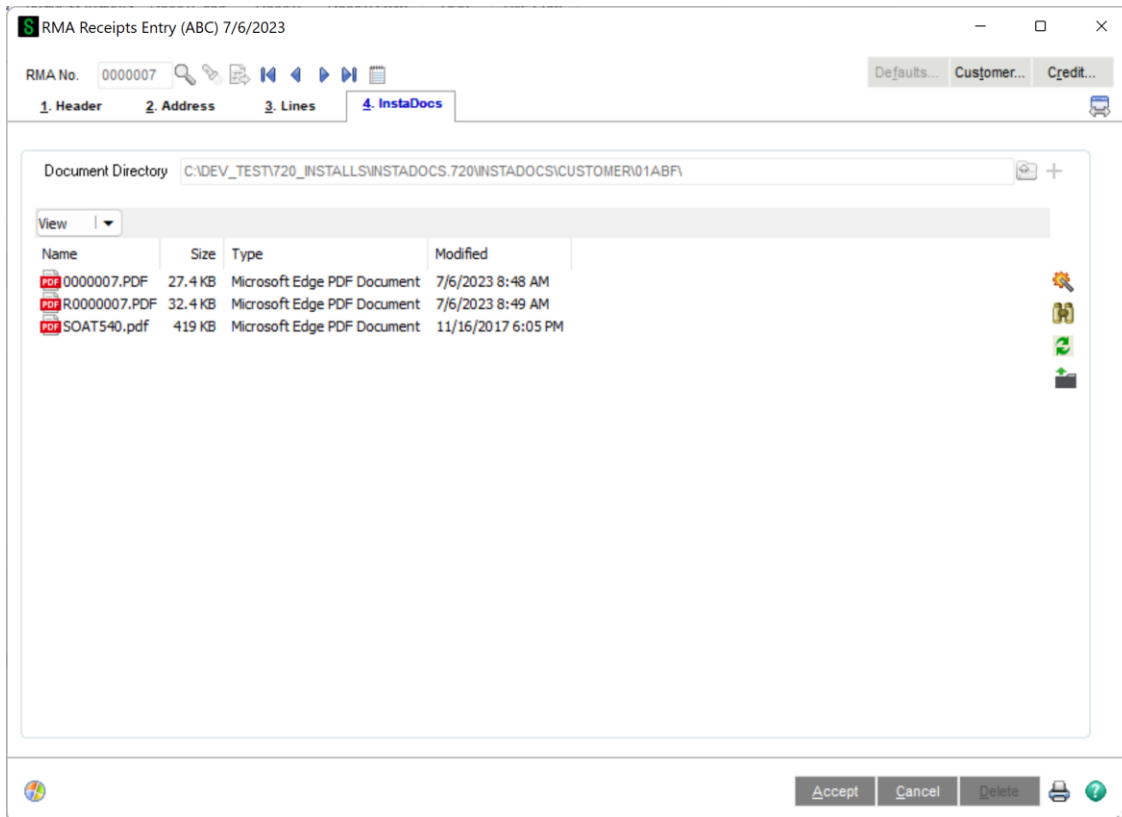 S RMA Receipts Entry (ABC) 7/6/2023
RMA No. 0000007 Defaults... Customer... Credit...
1. Header 2. Address 3. Lines 4. InstaDocs
Document Directory C:\DEV_TEST\720_INSTALLS\INSTADOCS.720\INSTADOCS\CUSTOMER\01ABF\
View
Name Size Type Modified
PDF 0000007.PDF 27.4 KB Microsoft Edge PDF Document 7/6/2023 8:48 AM
PDF R0000007.PDF 32.4 KB Microsoft Edge PDF Document 7/6/2023 8:49 AM
PDF SOAT540.pdf 419 KB Microsoft Edge PDF Document 11/16/2017 6:05 PM
Accept Cancel Delete ?